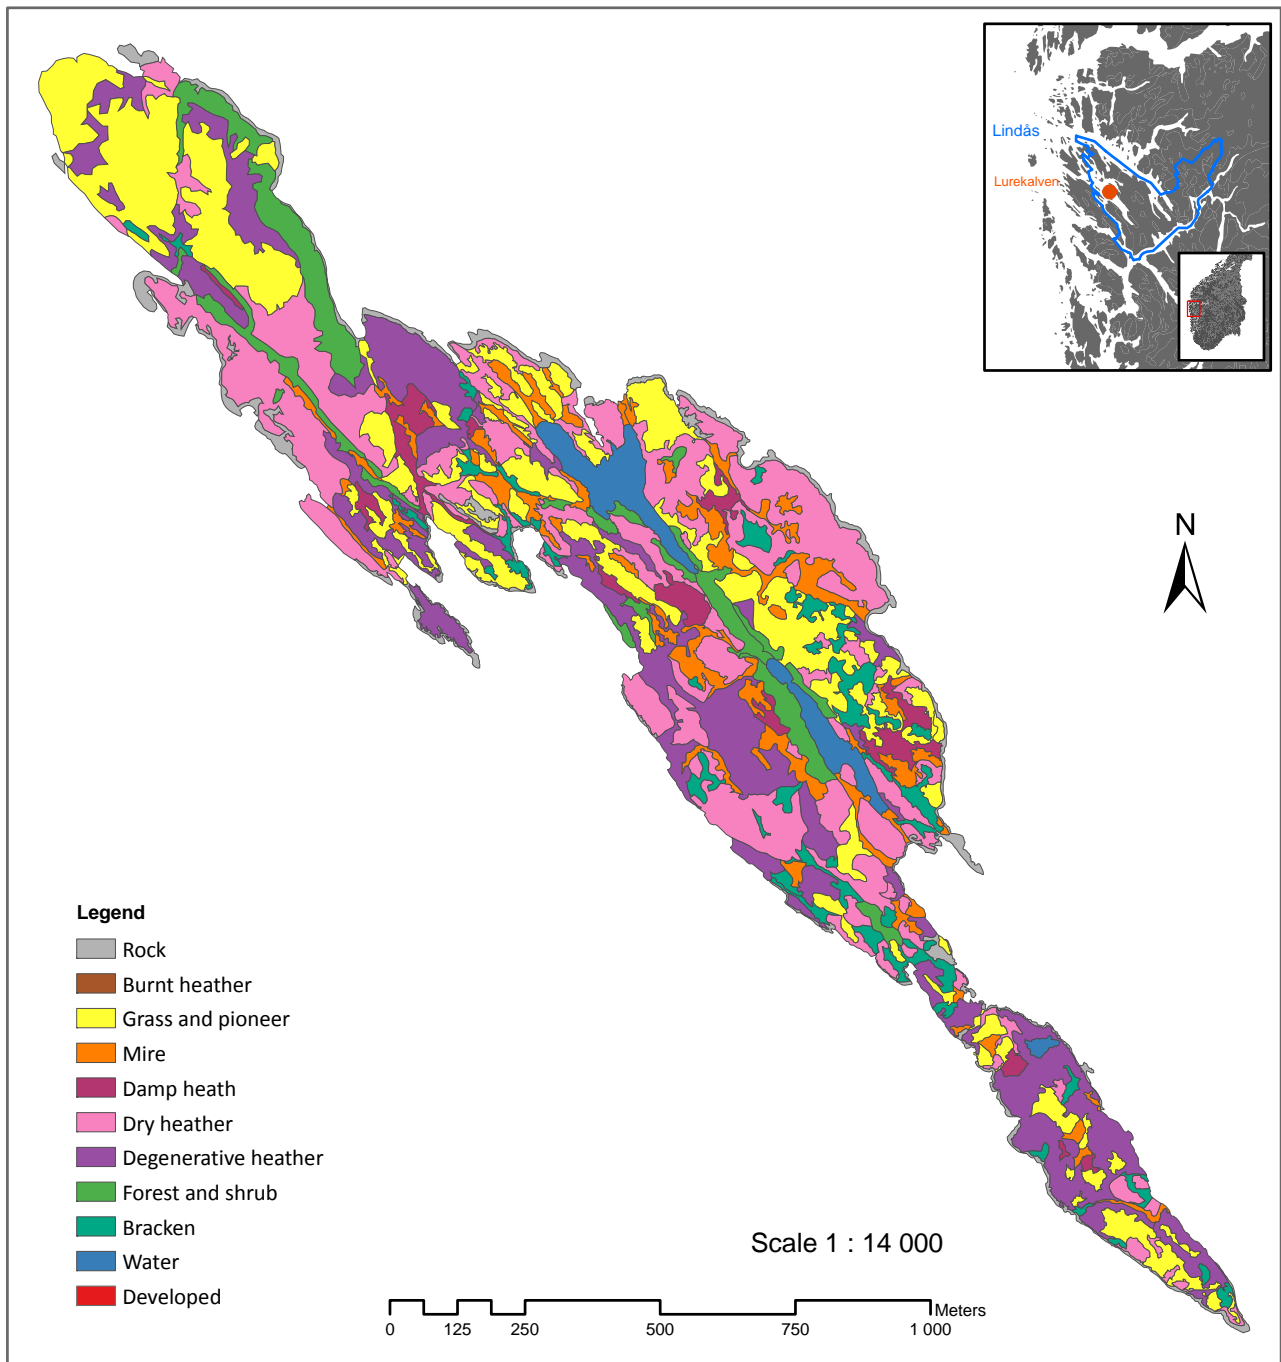 Lindås
Lurekalven
N
Legend
Rock
Burnt heather
Grass and pioneer
Mire
Damp heath
Dry heather
Degenerative heather
Forest and shrub
Bracken
Water
Developed
Scale 1 : 14 000
Meters
0 125 250 500 750 1 000